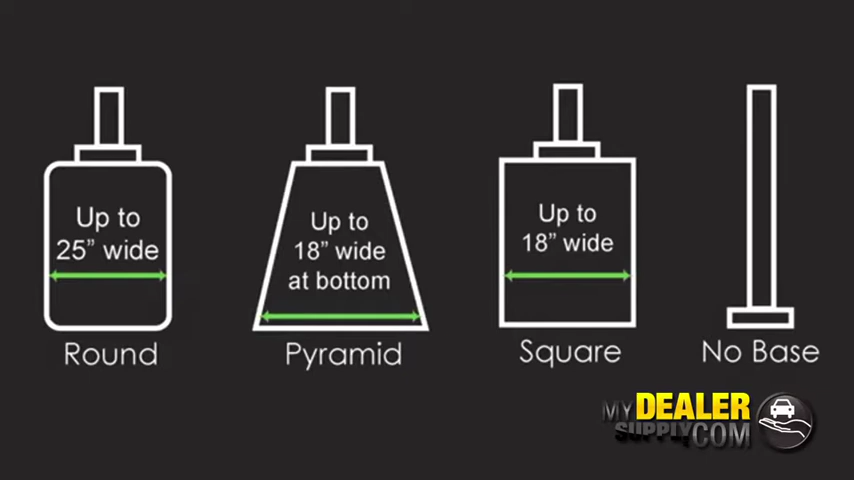 Up to
25” wide
Round
Up to
18” wide
at bottom
Pyramid
Up to
18” wide
Square
No Base
MY DEALER
SUPPLY.COM